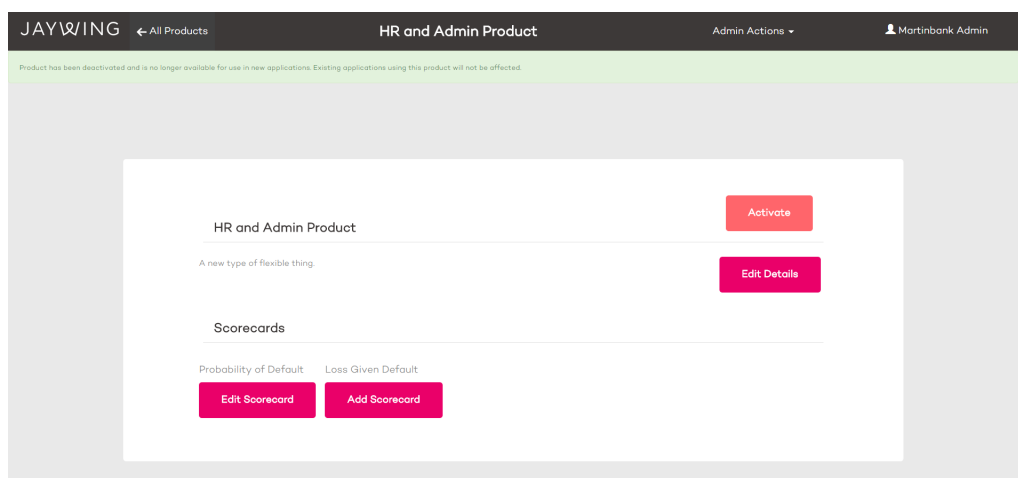 JAYWING ← All Products HR and Admin Product Admin Actions Martinbank Admin
Product has been deactivated and is no longer available for use in new applications. Existing applications using this product will not be affected.
HR and Admin Product
Activate
A new type of flexible thing.
Edit Details
Scorecards
Probability of Default Loss Given Default
Edit Scorecard Add Scorecard